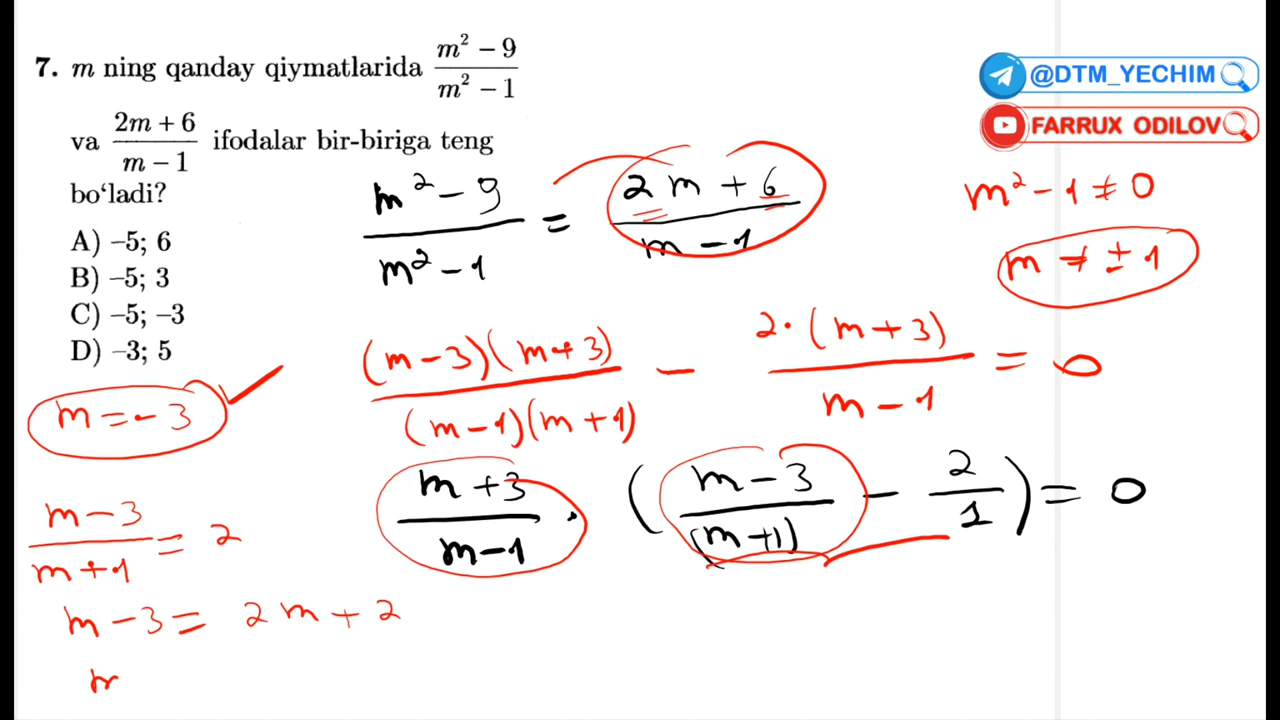 7. m ning qanday qiymatlarida (m² − 9)/(m² − 1)
va (2m + 6)/(m − 1) ifodalar bir-biriga teng
bo‘ladi?
A) –5; 6
B) –5; 3
C) –5; –3
D) –3; 5
@DTM_YECHIM
FARRUX ODILOV
(m² − 9)/(m² − 1) = (2m + 6)/(m − 1)
m² − 1 ≠ 0
m ≠ ± 1
(m − 3)(m + 3)/(m − 1)(m + 1) − 2 · (m + 3)/(m − 1) = 0
(m + 3)/(m − 1) · ((m − 3)/(m + 1) − 2/1) = 0
m = − 3
(m − 3)/(m + 1) = 2
m − 3 = 2m + 2
m